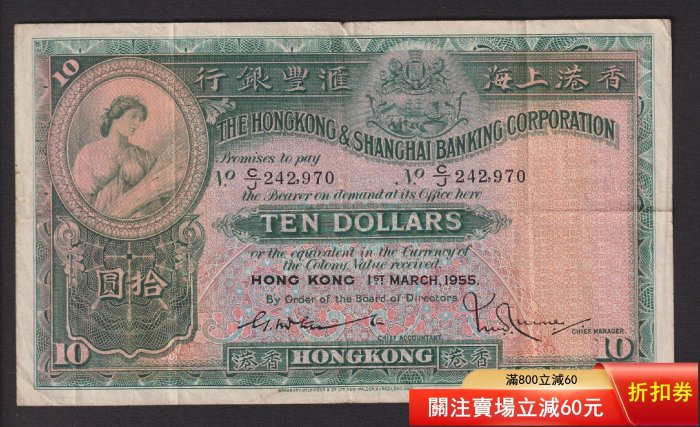 10
行銀豐滙 海上港香
THE HONGKONG & SHANGHAI BANKING CORPORATION
Promises to pay
No. C/J 242,970 No. C/J 242,970
the Bearer on demand at its Office here
TEN DOLLARS
or the equivalent in the Currency of
the Colony, Value received.
HONG KONG 1ST MARCH, 1955.
By Order of the Board of Directors
圓拾
CHIEF ACCOUNTANT.
CHIEF MANAGER.
10 港香 HONGKONG 港香 10
滿800立減60
關注賣場立減60元
折扣券